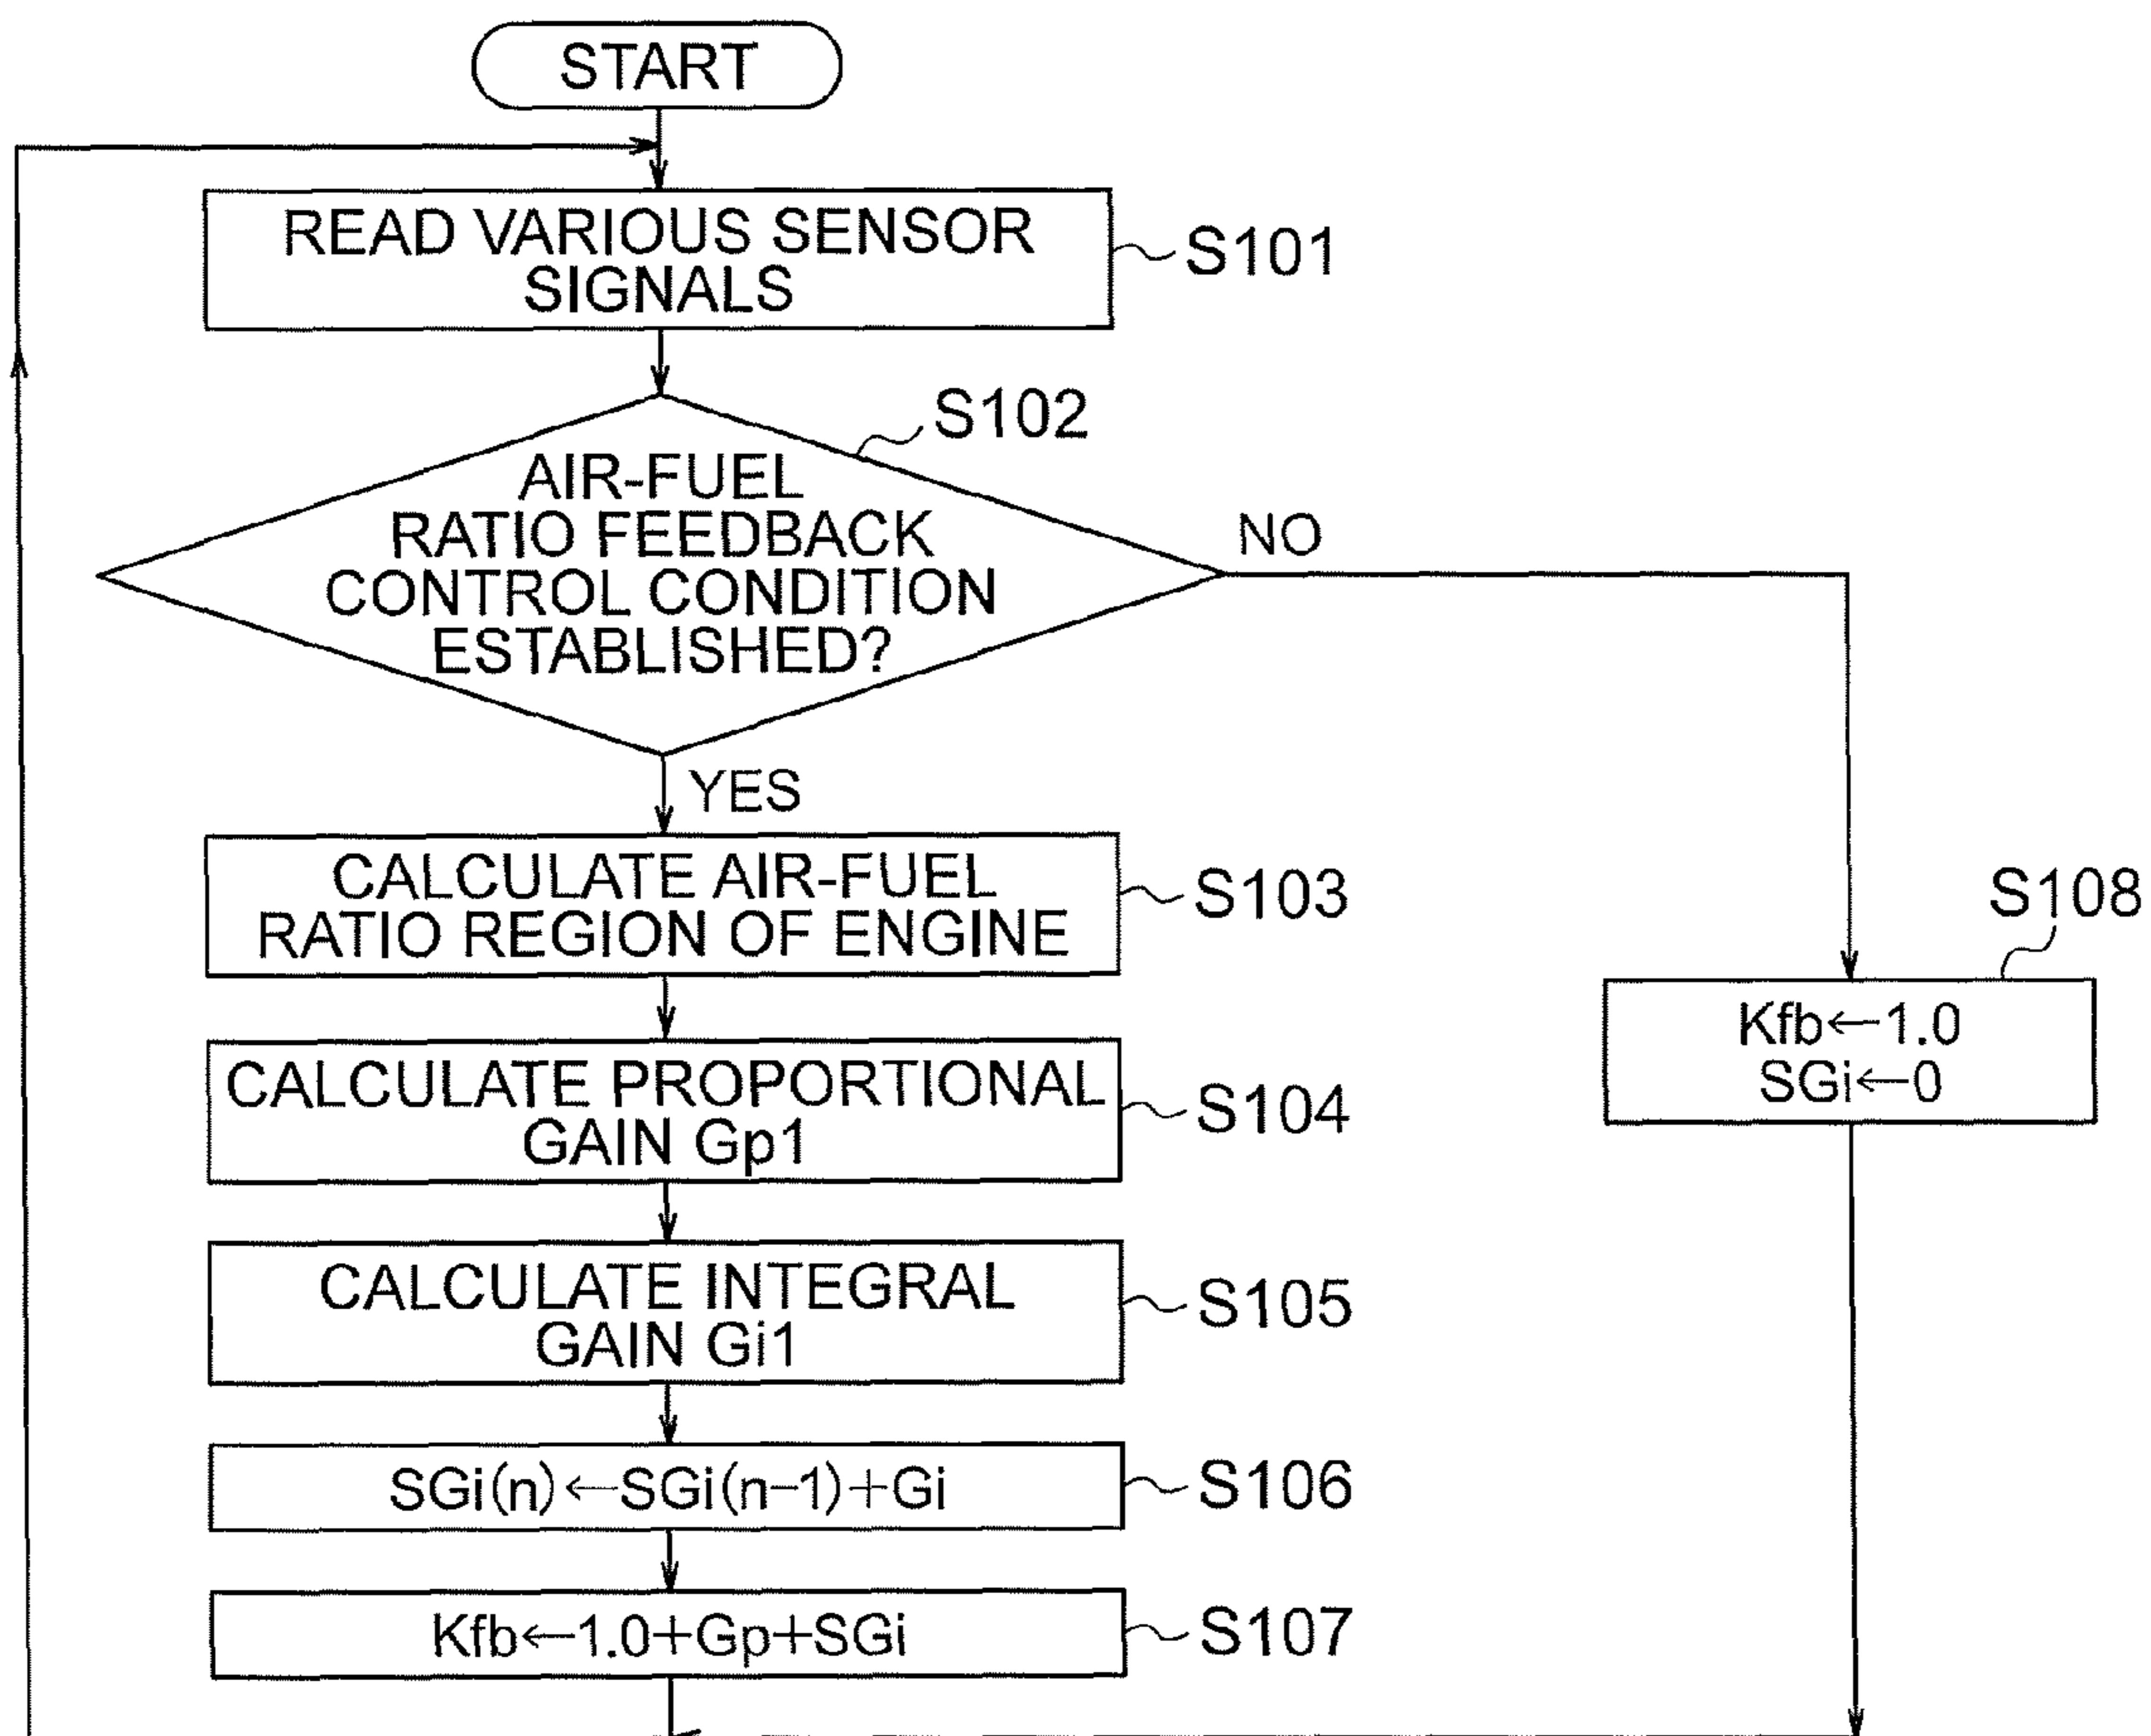 START
READ VARIOUS SENSOR
SIGNALS
S101
S102
AIR-FUEL
RATIO FEEDBACK
CONTROL CONDITION
ESTABLISHED?
NO
YES
CALCULATE AIR-FUEL
RATIO REGION OF ENGINE
S103
S108
Kfb←1.0
SGi←0
CALCULATE PROPORTIONAL
GAIN Gp1
S104
CALCULATE INTEGRAL
GAIN Gi1
S105
SGi(n)←SGi(n-1)+Gi
S106
Kfb←1.0+Gp+SGi
S107